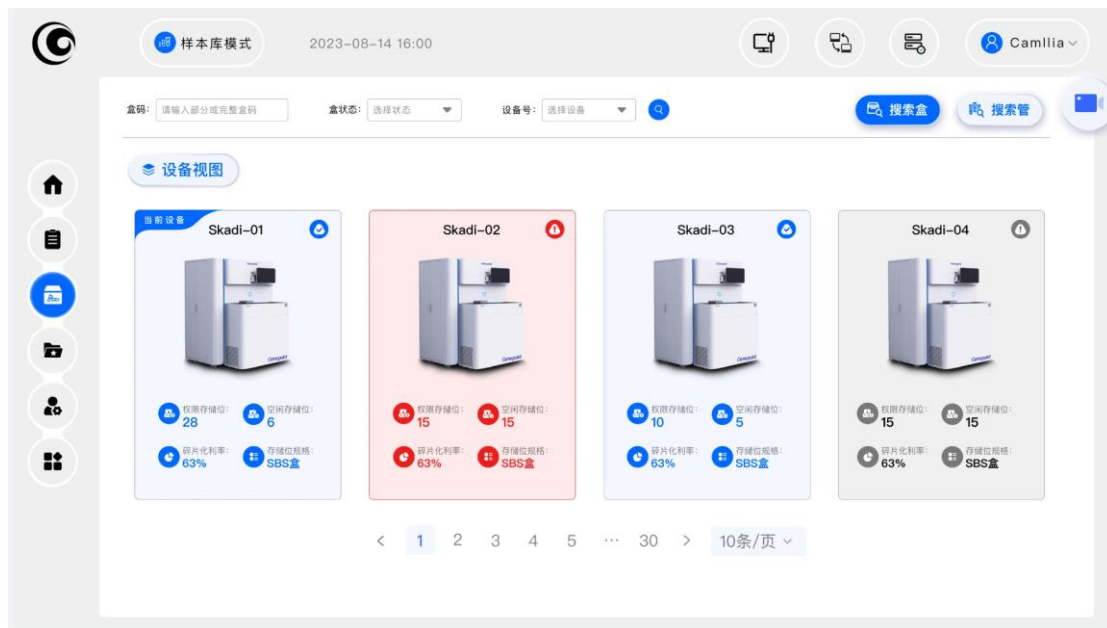 样本库模式
2023-08-14 16:00
Camllia
盒码: 请输入部分或完整盒码
盒状态: 选择状态
设备号: 选择设备
搜索盒
搜索管
设备视图
当前设备
Skadi-01
权限存储位:
28
空闲存储位:
6
碎片化利率:
63%
存储位规格:
SBS盒
Skadi-02
权限存储位:
15
空闲存储位:
15
碎片化利率:
63%
存储位规格:
SBS盒
Skadi-03
权限存储位:
10
空闲存储位:
5
碎片化利率:
63%
存储位规格:
SBS盒
Skadi-04
权限存储位:
15
空闲存储位:
15
碎片化利率:
63%
存储位规格:
SBS盒
< 1 2 3 4 5 ··· 30 > 10条/页